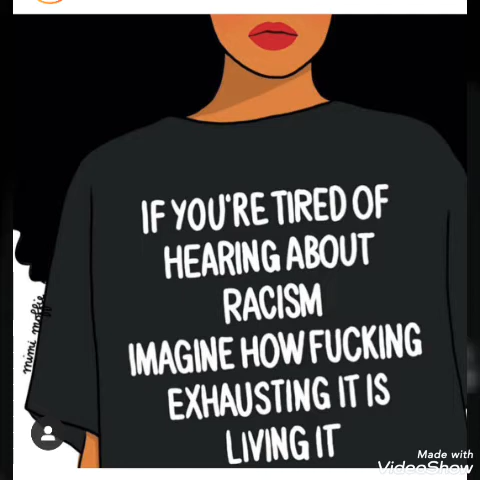 IF YOU'RE TIRED OF
HEARING ABOUT
RACISM
IMAGINE HOW FUCKING
EXHAUSTING IT IS
LIVING IT
mimi moffie
Made with
VideoShow